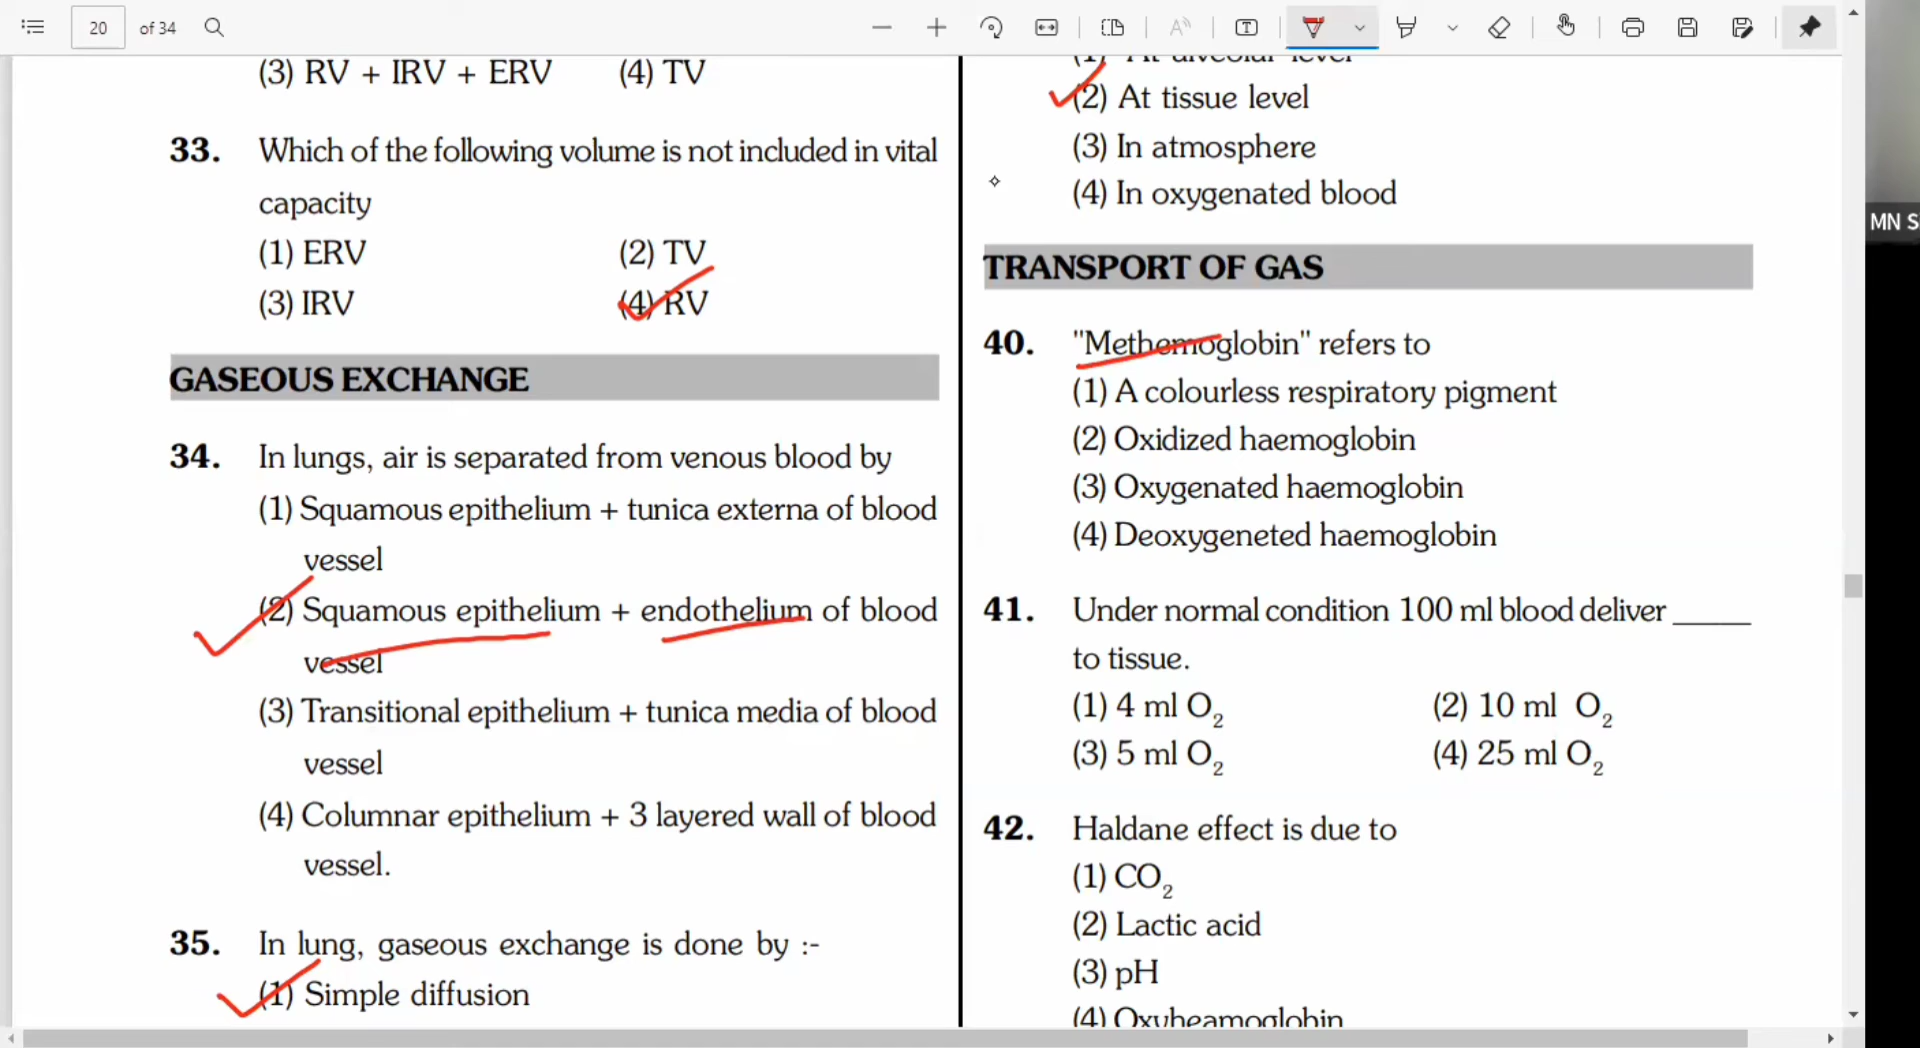 20 of 34
(3) RV + IRV + ERV (4) TV
33. Which of the following volume is not included in vital
capacity
(1) ERV (2) TV
(3) IRV (4) RV
GASEOUS EXCHANGE
34. In lungs, air is separated from venous blood by
(1) Squamous epithelium + tunica externa of blood
vessel
(2) Squamous epithelium + endothelium of blood
vessel
(3) Transitional epithelium + tunica media of blood
vessel
(4) Columnar epithelium + 3 layered wall of blood
vessel.
35. In lung, gaseous exchange is done by :-
(1) Simple diffusion
(1) At alveolar level
(2) At tissue level
(3) In atmosphere
(4) In oxygenated blood
TRANSPORT OF GAS
40. "Methemoglobin" refers to
(1) A colourless respiratory pigment
(2) Oxidized haemoglobin
(3) Oxygenated haemoglobin
(4) Deoxygeneted haemoglobin
41. Under normal condition 100 ml blood deliver _____
to tissue.
(1) 4 ml O2 (2) 10 ml O2
(3) 5 ml O2 (4) 25 ml O2
42. Haldane effect is due to
(1) CO2
(2) Lactic acid
(3) pH
(4) Oxyheamoglobin
MN S